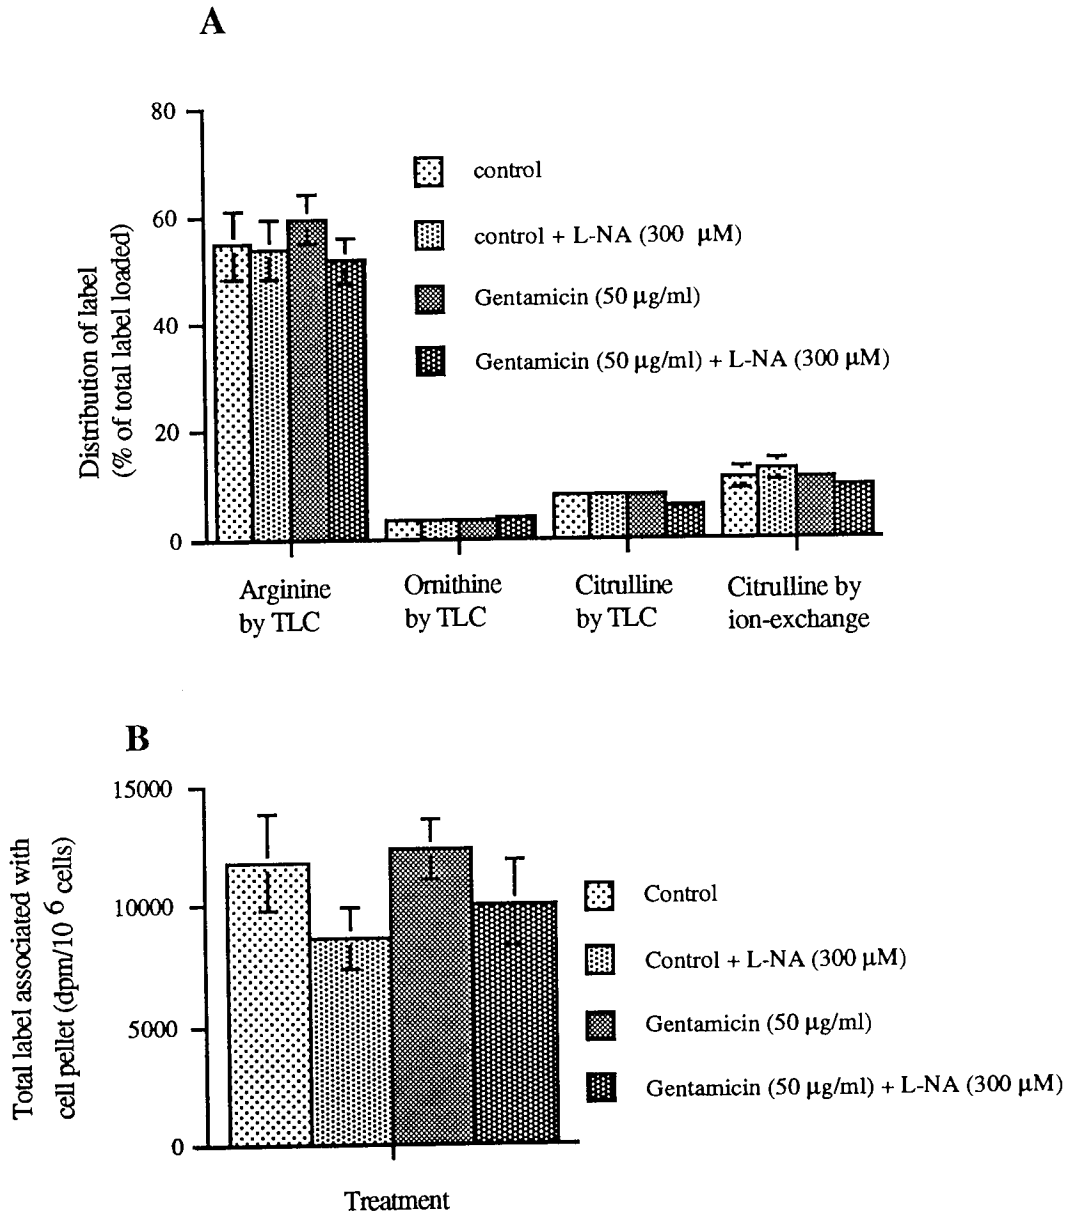 A
80
60
40
20
0
Distribution of label
(% of total label loaded)
control
control + L-NA (300 μM)
Gentamicin (50 μg/ml)
Gentamicin (50 μg/ml) + L-NA (300 μM)
Arginine
by TLC
Ornithine
by TLC
Citrulline
by TLC
Citrulline by
ion-exchange
B
15000
10000
5000
0
Total label associated with
cell pellet (dpm/10 6 cells)
Control
Control + L-NA (300 μM)
Gentamicin (50 μg/ml)
Gentamicin (50 μg/ml) + L-NA (300 μM)
Treatment